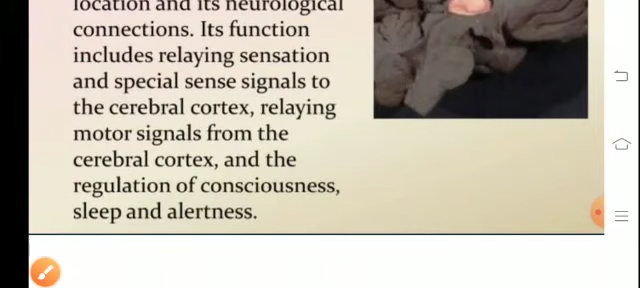 location and its neurological
connections. Its function
includes relaying sensation
and special sense signals to
the cerebral cortex, relaying
motor signals from the
cerebral cortex, and the
regulation of consciousness,
sleep and alertness.